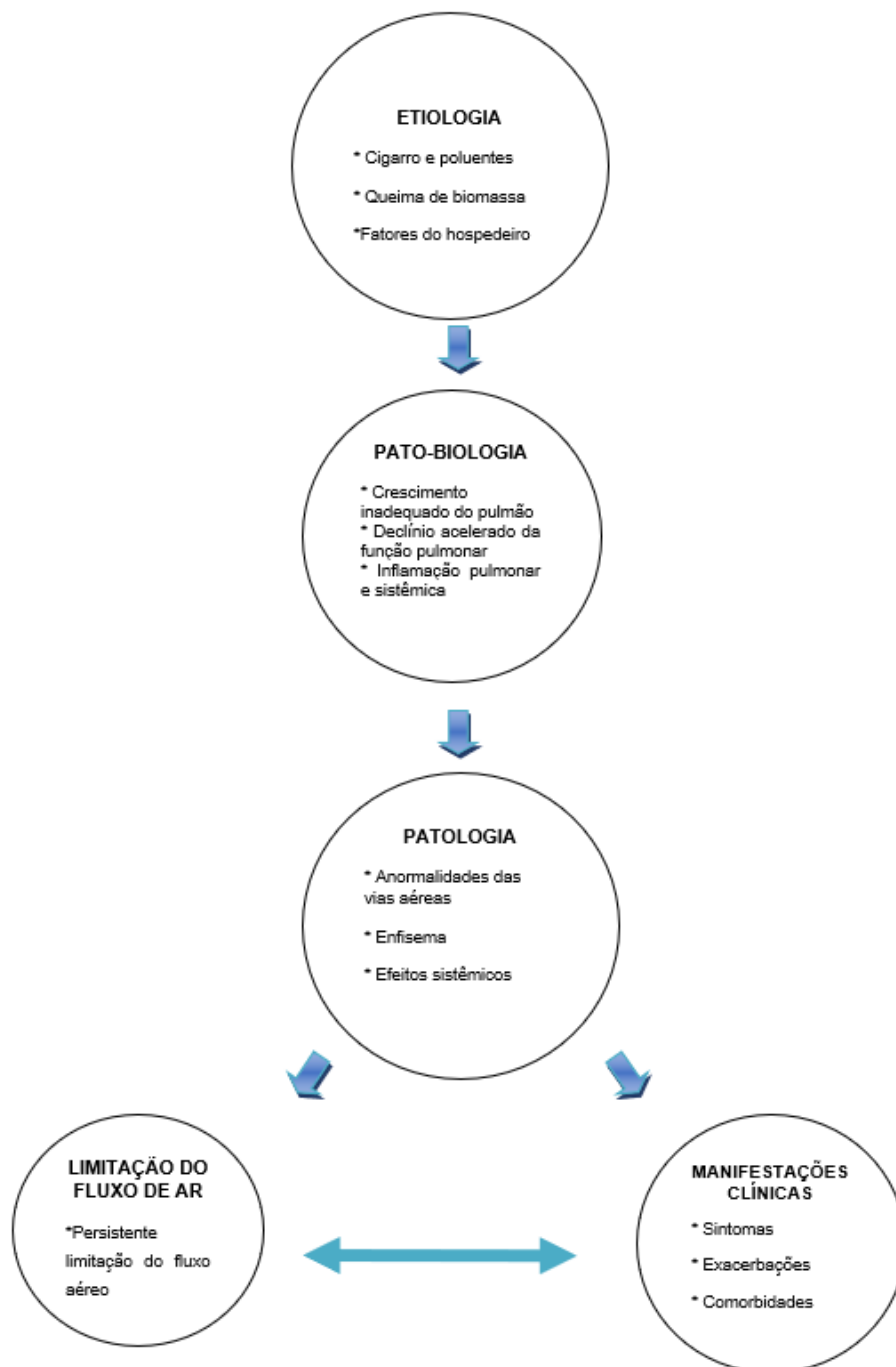 ETIOLOGIA
* Cigarro e poluentes
* Queima de biomassa
*Fatores do hospedeiro
PATO-BIOLOGIA
* Crescimento
inadequado do pulmão
* Declínio acelerado da
função pulmonar
* Inflamação pulmonar
e sistêmica
PATOLOGIA
* Anormalidades das
vias aéreas
* Enfisema
* Efeitos sistêmicos
LIMITAÇÃO DO
FLUXO DE AR
*Persistente
limitação do fluxo
aéreo
MANIFESTAÇÕES
CLÍNICAS
* Sintomas
* Exacerbações
* Comorbidades